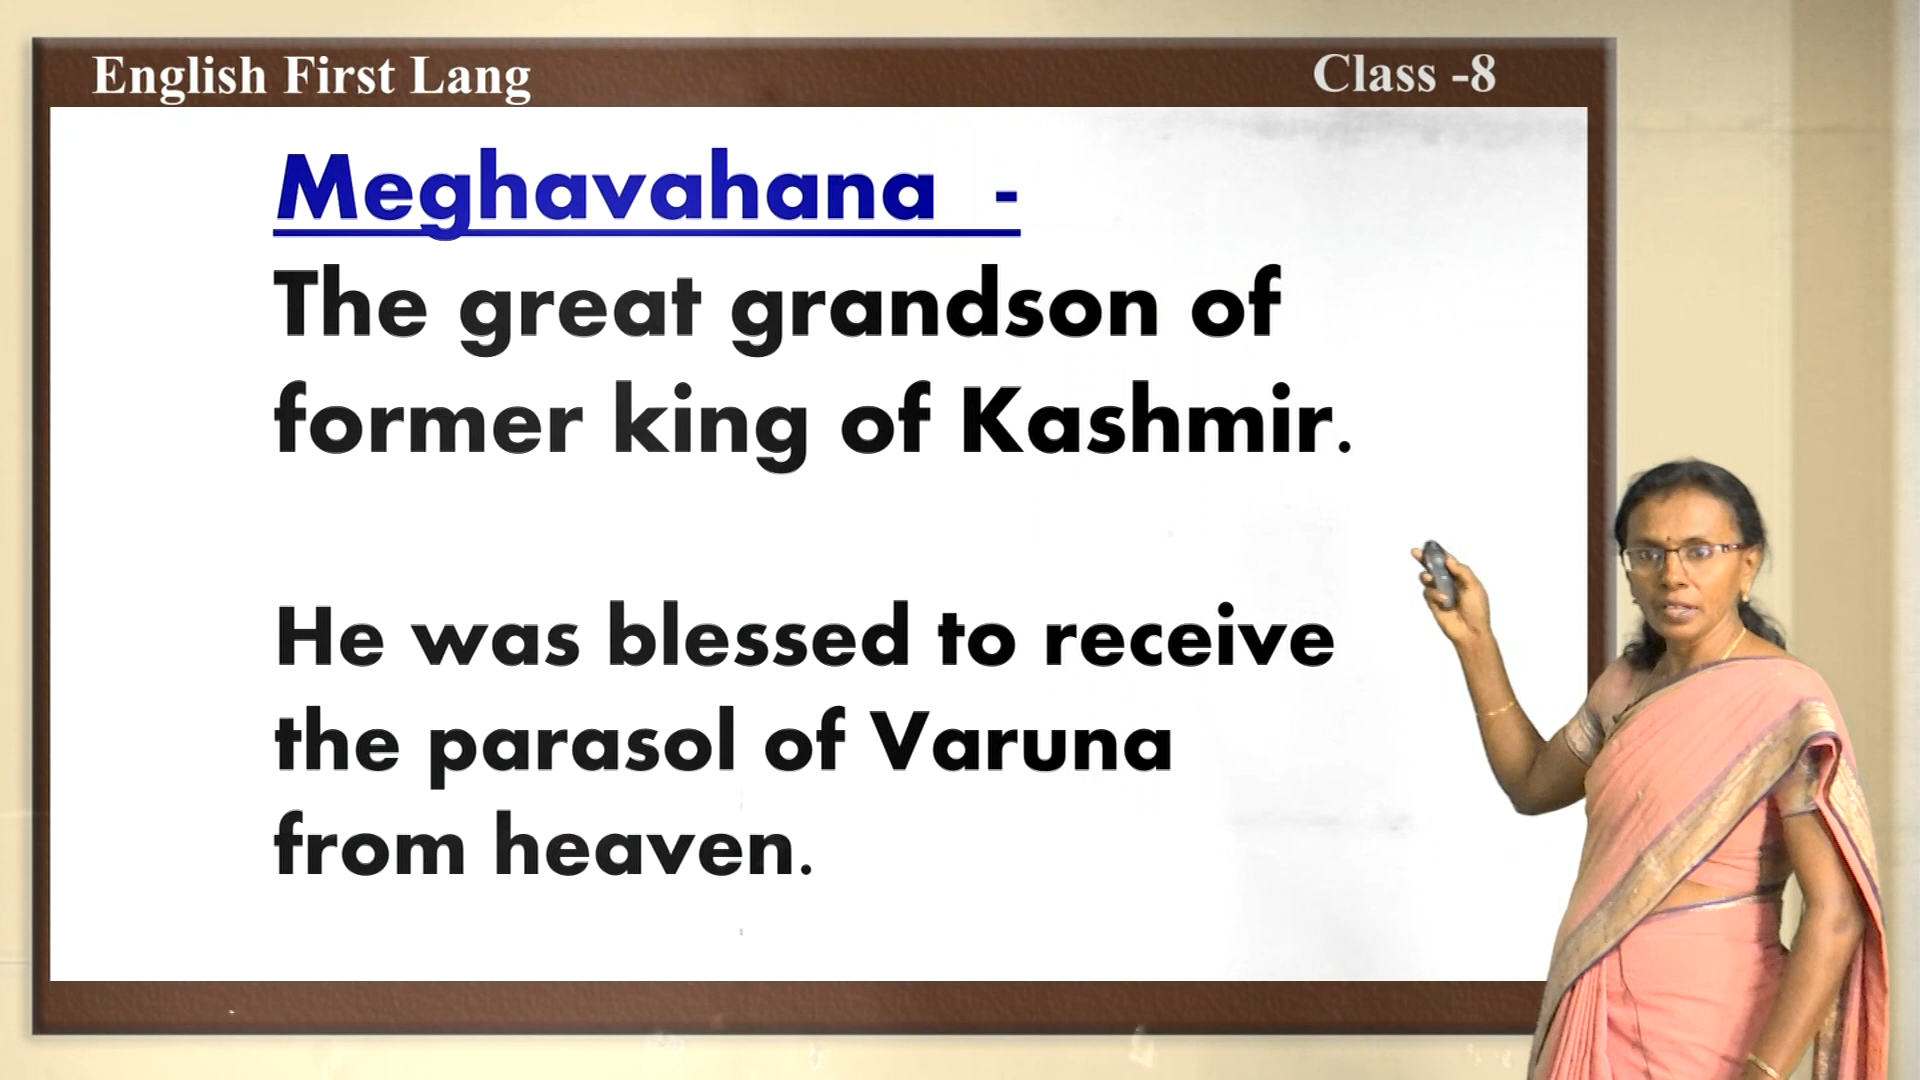 English First Lang
Class -8
Meghavahana -
The great grandson of
former king of Kashmir.
He was blessed to receive
the parasol of Varuna
from heaven.